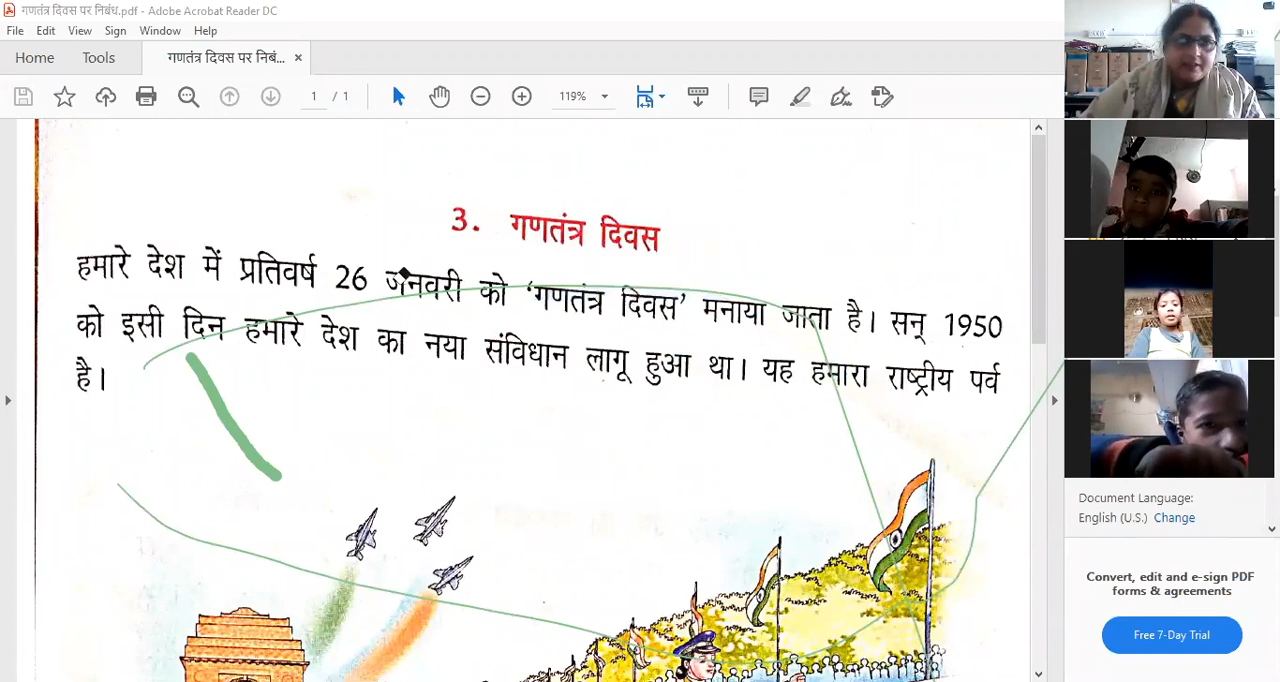 गणतंत्र दिवस पर निबंध.pdf - Adobe Acrobat Reader DC
File Edit View Sign Window Help
Home Tools गणतंत्र दिवस पर निबं... ×
1 / 1 119%
3. गणतंत्र दिवस
हमारे देश में प्रतिवर्ष 26 जनवरी को ‘गणतंत्र दिवस’ मनाया जाता है। सन् 1950
को इसी दिन हमारे देश का नया संविधान लागू हुआ था। यह हमारा राष्ट्रीय पर्व
है।
Document Language:
English (U.S.) Change
Convert, edit and e-sign PDF
forms & agreements
Free 7-Day Trial